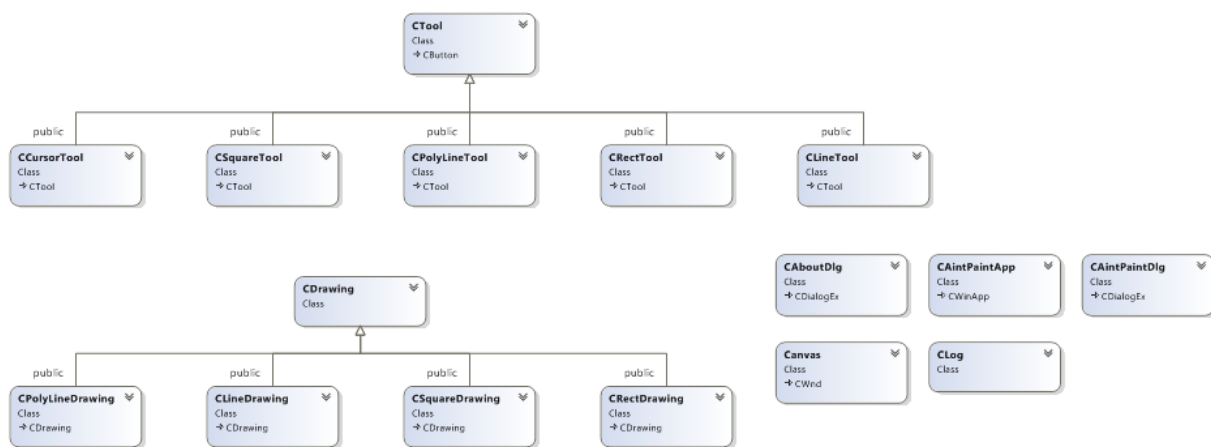 CTool
Class
→ CButton
public
public
public
public
public
CCursorTool
Class
→ CTool
CSquareTool
Class
→ CTool
CPolyLineTool
Class
→ CTool
CRectTool
Class
→ CTool
CLineTool
Class
→ CTool
CDrawing
Class
CAboutDlg
Class
→ CDialogEx
CAintPaintApp
Class
→ CWinApp
CAintPaintDlg
Class
→ CDialogEx
Canvas
Class
→ CWnd
CLog
Class
public
public
public
public
CPolyLineDrawing
Class
→ CDrawing
CLineDrawing
Class
→ CDrawing
CSquareDrawing
Class
→ CDrawing
CRectDrawing
Class
→ CDrawing